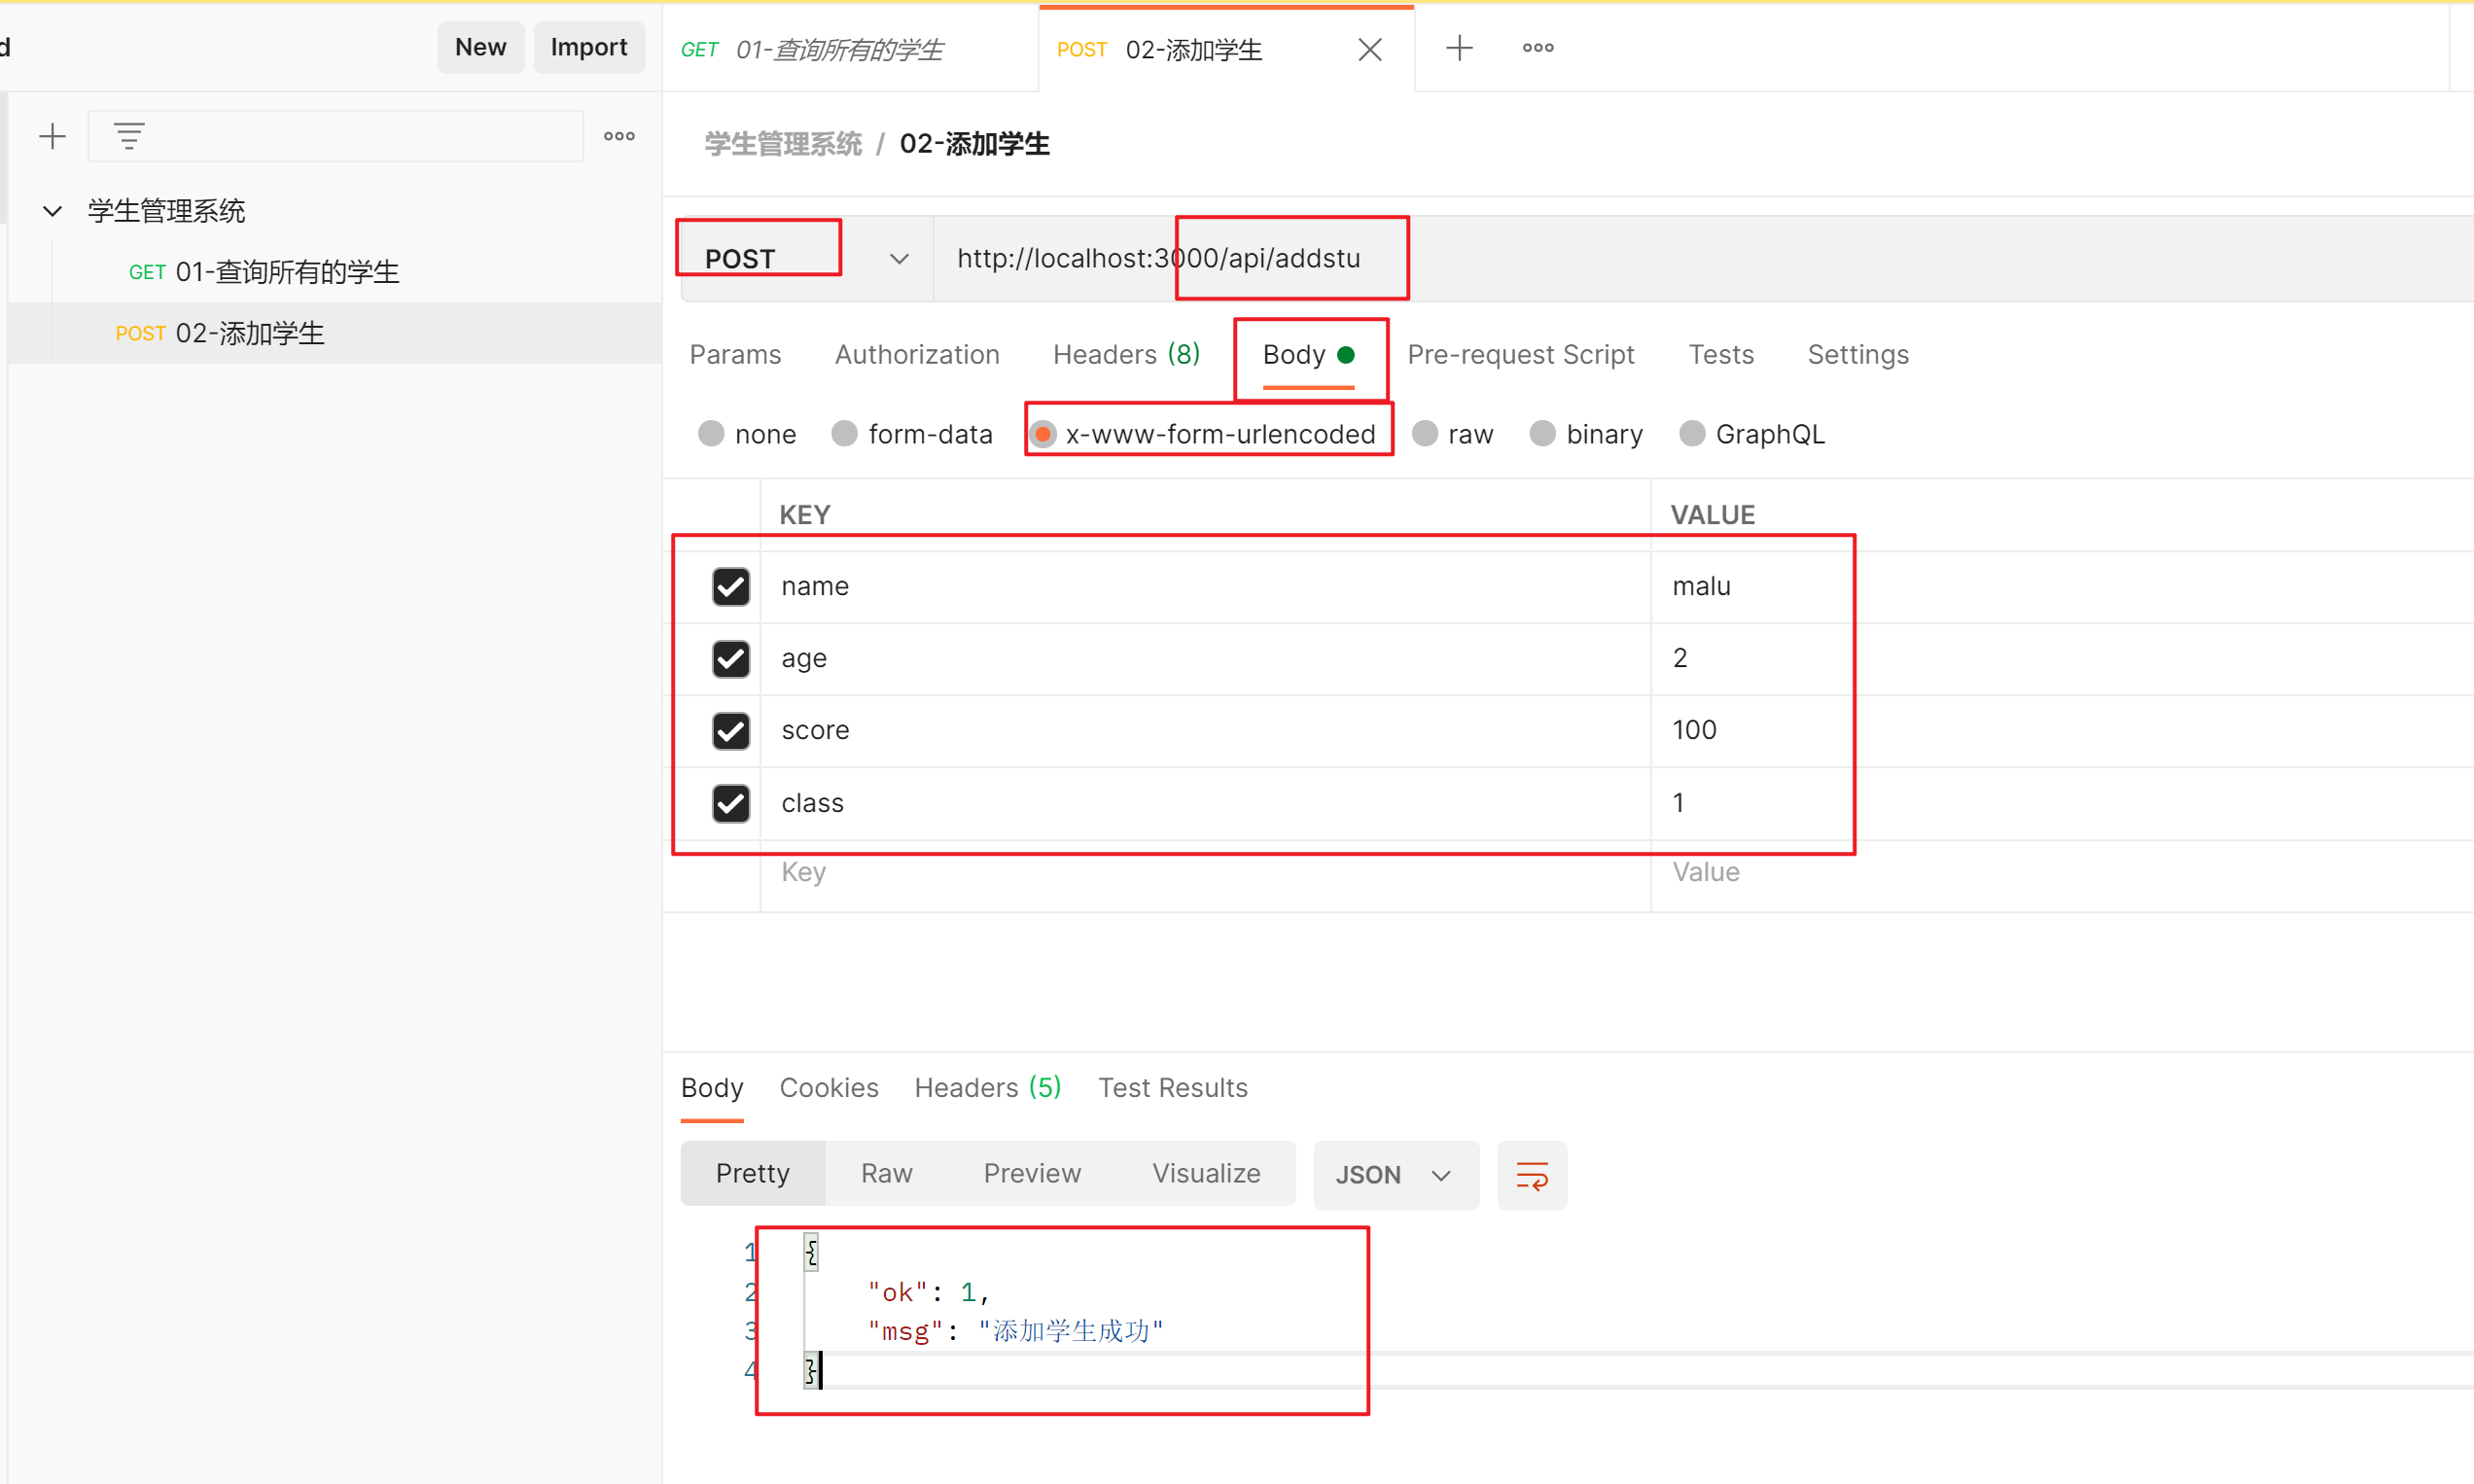 d
New Import
GET 01-查询所有的学生
POST 02-添加学生
学生管理系统 / 02-添加学生
学生管理系统
GET 01-查询所有的学生
POST 02-添加学生
POST http://localhost:3000/api/addstu
Params Authorization Headers (8) Body Pre-request Script Tests Settings
none form-data x-www-form-urlencoded raw binary GraphQL
KEY VALUE
name malu
age 2
score 100
class 1
Key Value
Body Cookies Headers (5) Test Results
Pretty Raw Preview Visualize JSON
1 {
2 "ok": 1,
3 "msg": "添加学生成功"
4 }